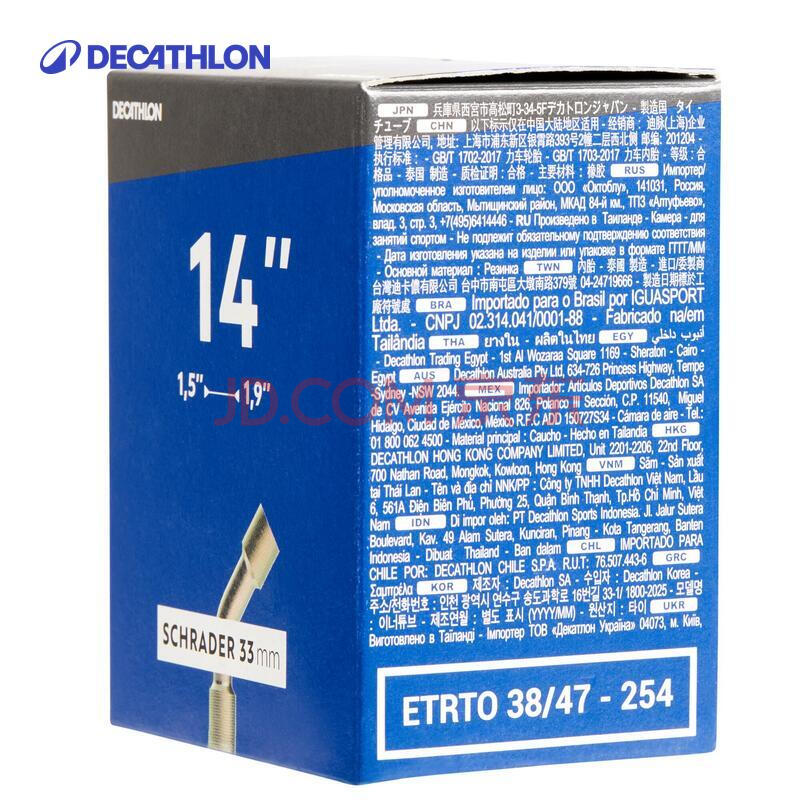 DECATHLON
DECATHLON
14"
1,5" 1,9"
SCHRADER 33mm
JPN 兵庫県西宮市高松町3-34-5Fデカトロンジャパン - 製造国 タイ -
チューブ CHN 以下标示仅在中国大陆地区适用 - 经销商: 迪脉(上海)企业
管理有限公司, 地址: 上海市浦东新区银霄路393号2幢二层西北侧 邮编: 201204 -
执行标准: - GB/T 1702-2017 力车轮胎 - GB/T 1703-2017 力车内胎 - 等级: 合
格品 - 泰国 制造 - 质检证明: 合格 - 主要材料: 橡胶 RUS Импортер/
уполномоченное изготовителем лицо: ООО «Октоблу», 141031, Россия,
Московская область, Мытищинский район, МКАД 84-й км., ТПЗ «Алтуфьево»,
влад. 3, стр. 3, +7(495)6414446 - RU Произведено в Таиланде - Камера - для
занятий спортом - Не подлежит обязательному подтверждению соответствия
- Дата изготовления указана на изделии или упаковке в формате ГГГГ/ММ
- Основной материал : Резинка TWN 內胎 - 泰國 製造 - 進口/委製商
台灣迪卡儂有限公司 台中市南屯區大墩南路379號 04-24719666 - 製造日期標於工
廠符號處 BRA Importado para o Brasil por IGUASPORT
Ltda. - CNPJ 02.314.041/0001-88 - Fabricado na/em
Tailândia THA ยางใน - ผลิตในไทย EGY أنبوب داخلي
- Decathlon Trading Egypt - 1st Al Wozaraa Square 1169 - Sheraton - Cairo -
Egypt AUS Decathlon Australia Pty Ltd, 634-726 Princess Highway, Tempe
Sydney -NSW 2044. MEX Importador: Artículos Deportivos Decathlon SA
de CV Avenida Ejército Nacional 826, Polanco III Sección, C.P. 11540, Miguel
Hidalgo, Ciudad de México, México R.F.C ADD 150727S34 - Cámara de aire - Tel.:
01 800 062 4500 - Material principal : Caucho - Hecho en Tailandia HKG
DECATHLON HONG KONG COMPANY LIMITED, Unit 2201-2206, 22nd Floor,
700 Nathan Road, Mongkok, Kowloon, Hong Kong VNM Săm - Sản xuất
tại Thái Lan - Tên và địa chỉ NNK/PP : Công ty TNHH Decathlon Việt Nam, Lầu
6, 561A Điện Biên Phủ, Phường 25, Quận Bình Thạnh, Tp.Hồ Chí Minh, Việt
Nam IDN Di impor oleh: PT Decathlon Sports Indonesia. Jl. Jalur Sutera
Boulevard, Kav. 49 Alam Sutera, Kunciran, Pinang - Kota Tangerang, Banten
Indonesia - Dibuat Thailand - Ban dalam CHL IMPORTADO PARA
CHILE POR: DECATHLON CHILE S.P.A. R.U.T: 76.507.443-6 GRC
Σαμπρέλα KOR 제조자 : Decathlon SA - 수입자 : Decathlon Korea -
주소/전화번호 : 인천 광역시 연수구 송도과학로 16번길 33-1/ 1800-2025 - 모델명
: 이너튜브 - 제조연월 : 별도 표시 (YYYY/MM) - 원산지 : 타이 UKR
Виготовлено в Таїланді - Імпортер ТОВ «Декатлон Україна» 04073, м. Київ,
ETRTO 38/47 - 254